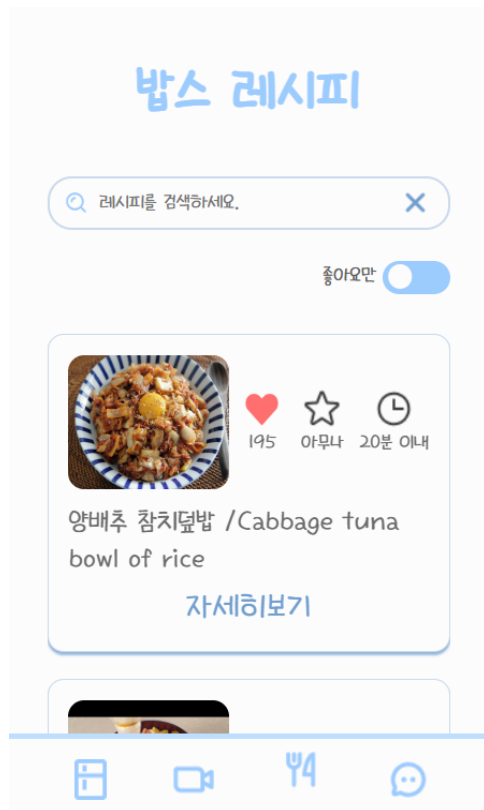 밥스 레시피
레시피를 검색하세요.
좋아요만
195
아무나
20분 이내
양배추 참치덮밥 /Cabbage tuna
bowl of rice
자세히보기